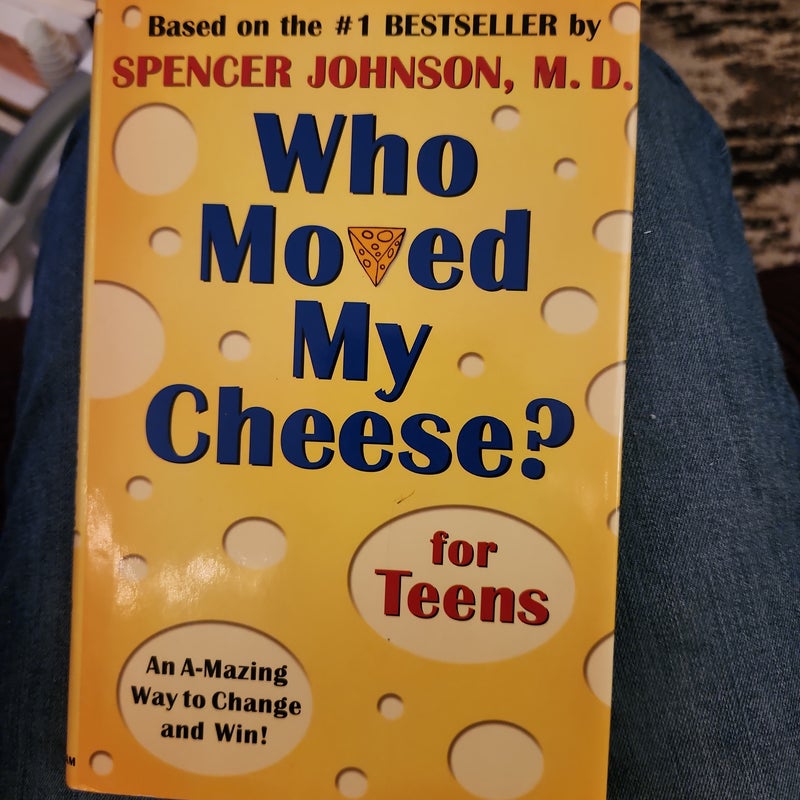 Based on the #1 BESTSELLER by
SPENCER JOHNSON, M. D.
Who
Moved
My
Cheese?
for
Teens
An A-Mazing
Way to Change
and Win!